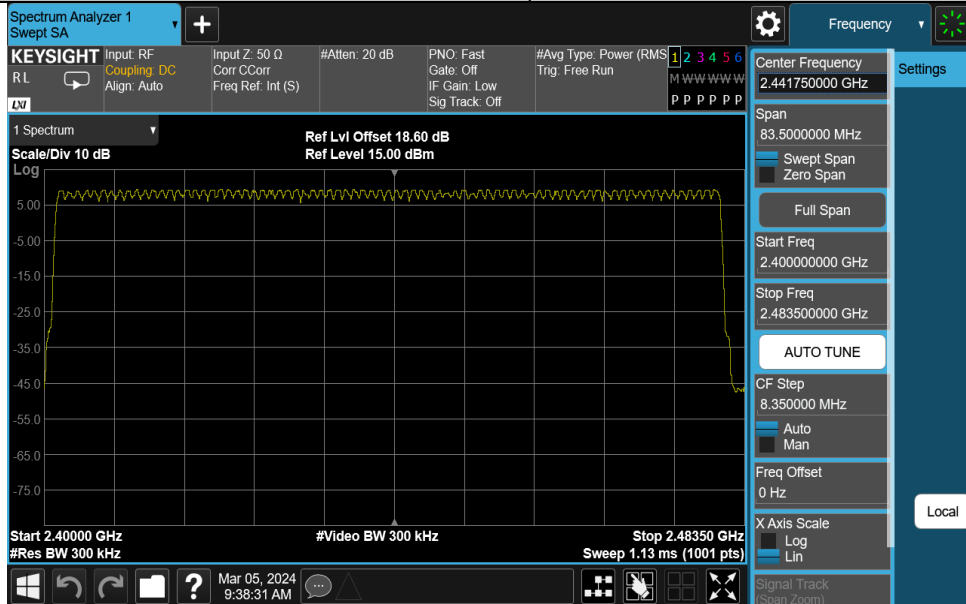 Spectrum Analyzer 1
Swept SA
+
Frequency
KEYSIGHT
R L
LXI
Input: RF
Coupling: DC
Align: Auto
Input Z: 50 Ω
Corr CCorr
Freq Ref: Int (S)
#Atten: 20 dB
PNO: Fast
Gate: Off
IF Gain: Low
Sig Track: Off
#Avg Type: Power (RMS
Trig: Free Run
1 2 3 4 5 6
M W W W W W
P P P P P P
Center Frequency
2.441750000 GHz
Settings
Span
83.5000000 MHz
Swept Span
Zero Span
Full Span
Start Freq
2.400000000 GHz
Stop Freq
2.483500000 GHz
AUTO TUNE
CF Step
8.350000 MHz
Auto
Man
Freq Offset
0 Hz
X Axis Scale
Log
Lin
Signal Track
(Span Zoom)
Local
1 Spectrum
Scale/Div 10 dB
Ref Lvl Offset 18.60 dB
Ref Level 15.00 dBm
Log
5.00
-5.00
-15.0
-25.0
-35.0
-45.0
-55.0
-65.0
-75.0
Start 2.40000 GHz
#Video BW 300 kHz
Stop 2.48350 GHz
#Res BW 300 kHz
Sweep 1.13 ms (1001 pts)
?
Mar 05, 2024
9:38:31 AM